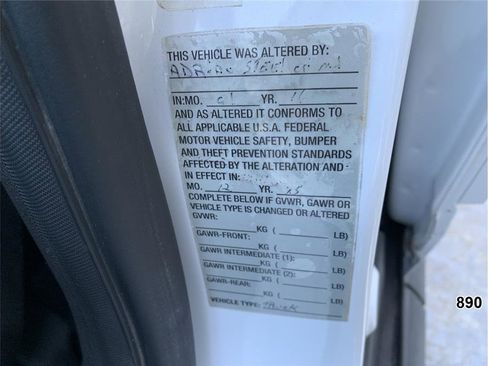 THIS VEHICLE WAS ALTERED BY:
IN: MO. 01 YR. 16
AND AS ALTERED IT CONFORMS TO
ALL APPLICABLE U.S.A. FEDERAL
MOTOR VEHICLE SAFETY, BUMPER
AND THEFT PREVENTION STANDARDS
AFFECTED BY THE ALTERATION AND
IN EFFECT IN:
MO. 12 YR. 
COMPLETE BELOW IF GVWR, GAWR OR
VEHICLE TYPE IS CHANGED OR ALTERED
GVWR:
KG ( LB)
GAWR-FRONT:
KG ( LB)
GAWR INTERMEDIATE (1):
KG ( LB)
GAWR INTERMEDIATE (2):
KG ( LB)
GAWR-REAR:
KG ( LB)
VEHICLE TYPE: truck
890